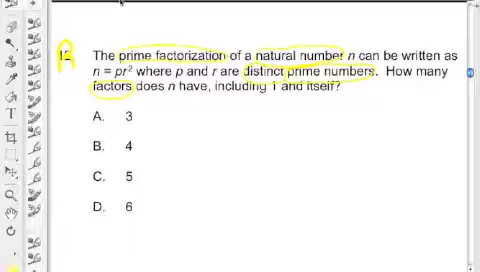 The prime factorization of a natural number n can be written as
n = pr² where p and r are distinct prime numbers. How many
factors does n have, including 1 and itself?
A. 3
B. 4
C. 5
D. 6